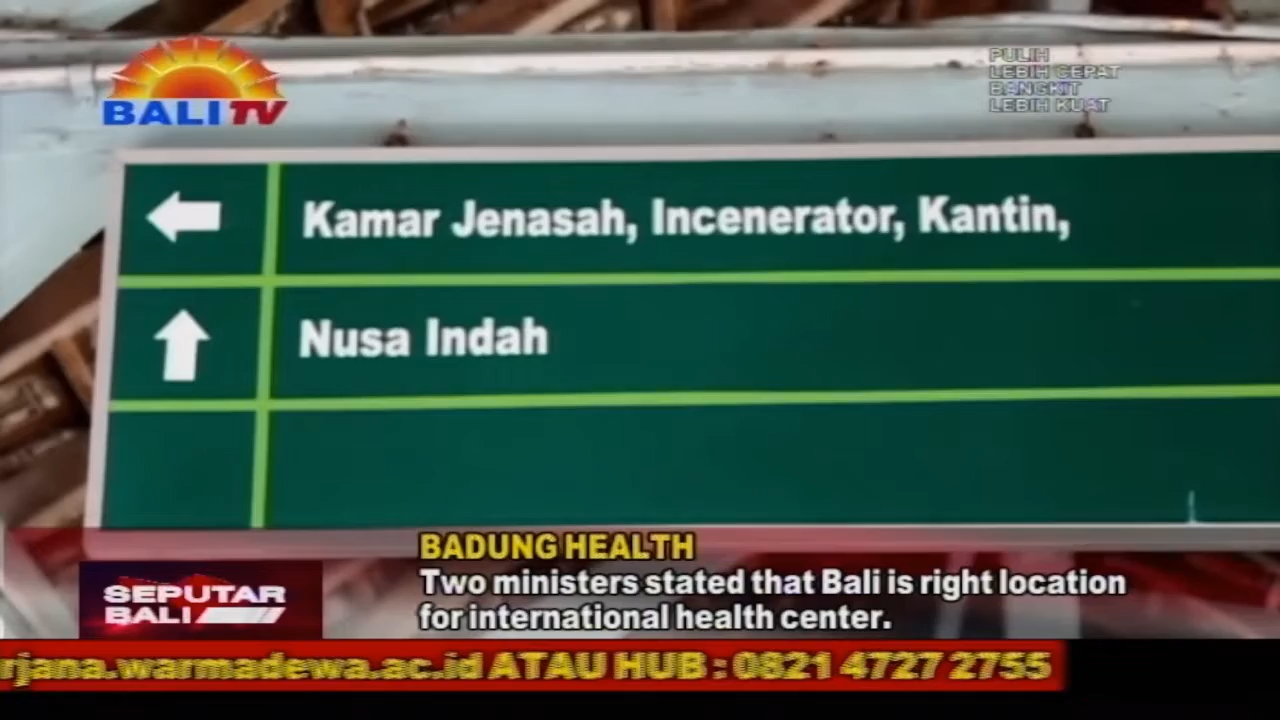 BALI TV
PULIH
LEBIH CEPAT
BANGKIT
LEBIH KUAT
Kamar Jenasah, Incenerator, Kantin,
Nusa Indah
BADUNG HEALTH
Two ministers stated that Bali is right location
for international health center.
SEPUTAR
BALI
rjana.warmadewa.ac.id ATAU HUB : 0821 4727 2755